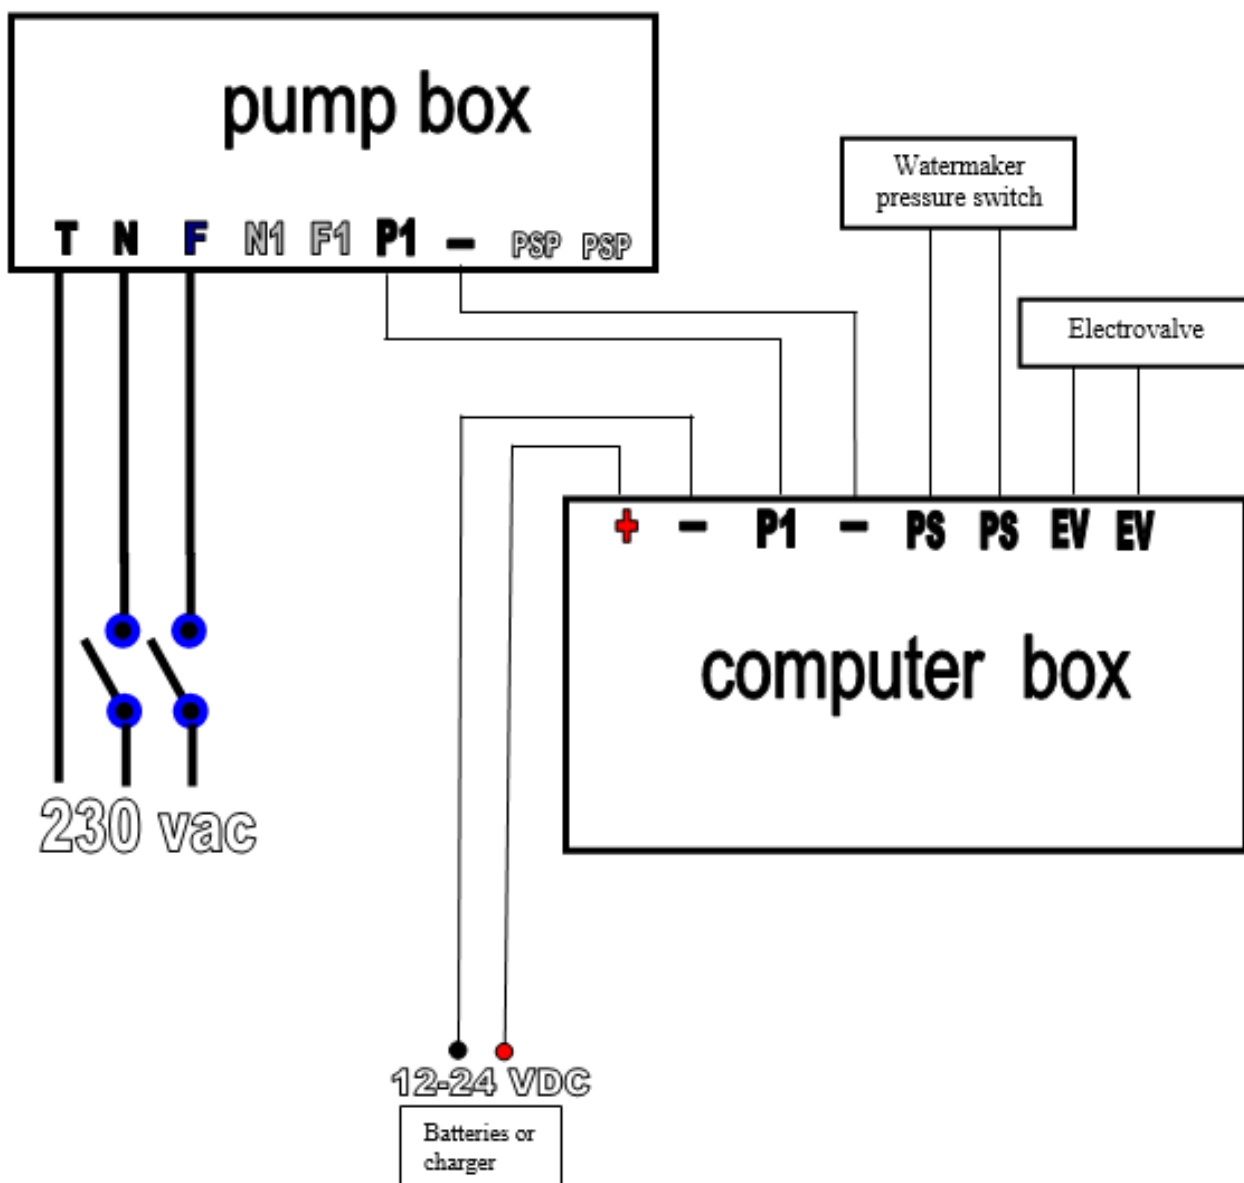 pump box
T N F N1 F1 P1 - PSP PSP
Watermaker
pressure switch
Electrovalve
+ - P1 - PS PS EV EV
computer box
230 vac
12-24 VDC
Batteries or
charger